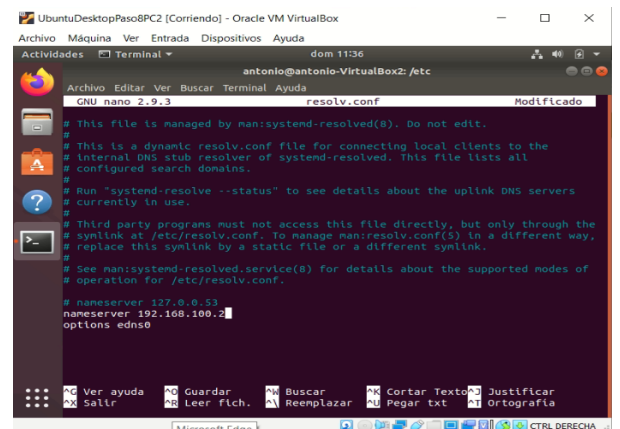 UbuntuDesktopPaso8PC2 [Corriendo] - Oracle VM VirtualBox
Archivo Máquina Ver Entrada Dispositivos Ayuda
Actividades Terminal dom 11:36
antonio@antonio-VirtualBox2: /etc
Archivo Editar Ver Buscar Terminal Ayuda
GNU nano 2.9.3 resolv.conf Modificado
# This file is managed by man:systemd-resolved(8). Do not edit.
#
# This is a dynamic resolv.conf file for connecting local clients to the
# internal DNS stub resolver of systemd-resolved. This file lists all
# configured search domains.
#
# Run "systemd-resolve --status" to see details about the uplink DNS servers
# currently in use.
#
# Third party programs must not access this file directly, but only through the
# symlink at /etc/resolv.conf. To manage man:resolv.conf(5) in a different way,
# replace this symlink by a static file or a different symlink.
#
# See man:systemd-resolved.service(8) for details about the supported modes of
# operation for /etc/resolv.conf.
# nameserver 127.0.0.53
nameserver 192.168.100.2
options edns0
^G Ver ayuda ^O Guardar ^W Buscar ^K Cortar Texto ^J Justificar
^X Salir ^R Leer fich. ^\ Reemplazar ^U Pegar txt ^T Ortografía
Microsoft Edge
CTRL DERECHA